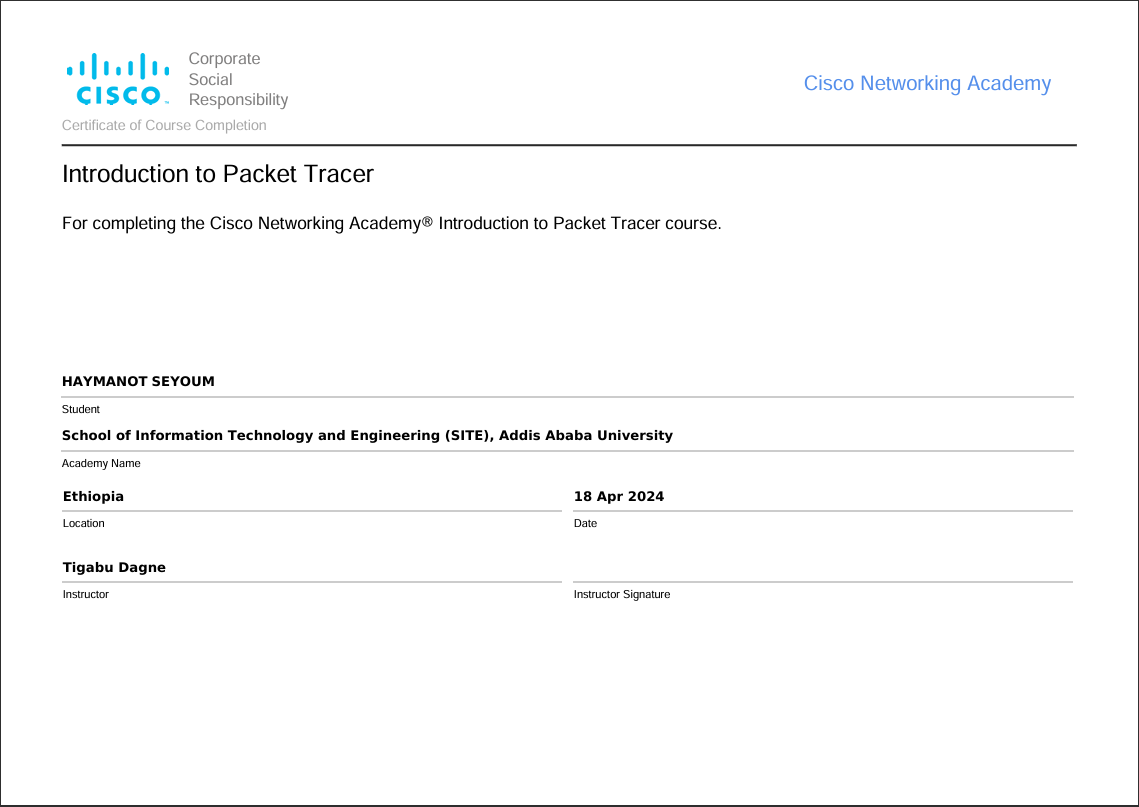 Corporate
Social
Responsibility
CISCO™
Cisco Networking Academy
Certificate of Course Completion
Introduction to Packet Tracer
For completing the Cisco Networking Academy® Introduction to Packet Tracer course.
HAYMANOT SEYOUM
Student
School of Information Technology and Engineering (SITE), Addis Ababa University
Academy Name
Ethiopia
Location
18 Apr 2024
Date
Tigabu Dagne
Instructor
Instructor Signature